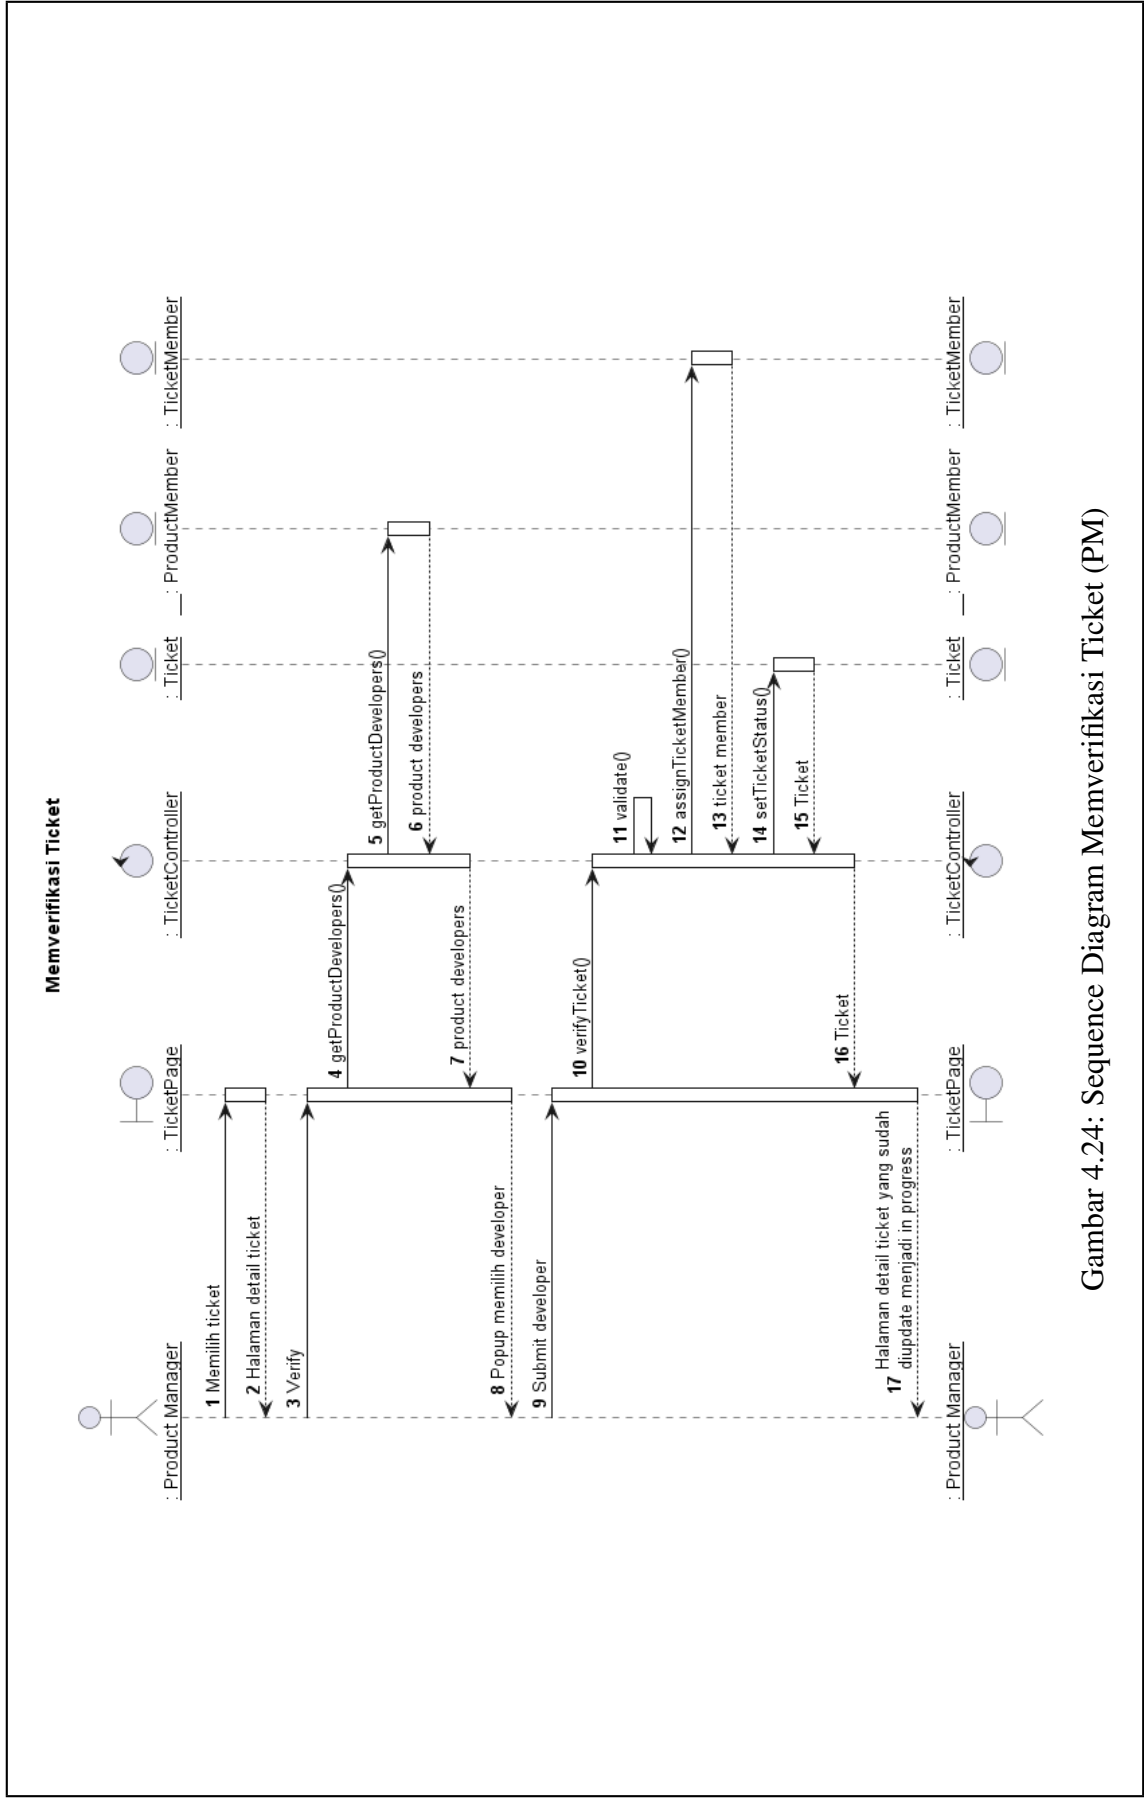 Memverifikasi Ticket
: Product Manager
: TicketPage
: TicketController
: Ticket
: ProductMember
: TicketMember
1 Memilih ticket
2 Halaman detail ticket
3 Verify
4 getProductDevelopers()
5 getProductDevelopers()
6 product developers
7 product developers
8 Popup memilih developer
9 Submit developer
10 verifyTicket()
11 validate()
12 assignTicketMember()
13 ticket member
14 setTicketStatus()
15 Ticket
16 Ticket
17 Halaman detail ticket yang sudah
diupdate menjadi in progress
: Product Manager
: TicketPage
: TicketController
: Ticket
: ProductMember
: TicketMember
Gambar 4.24: Sequence Diagram Memverifikasi Ticket (PM)